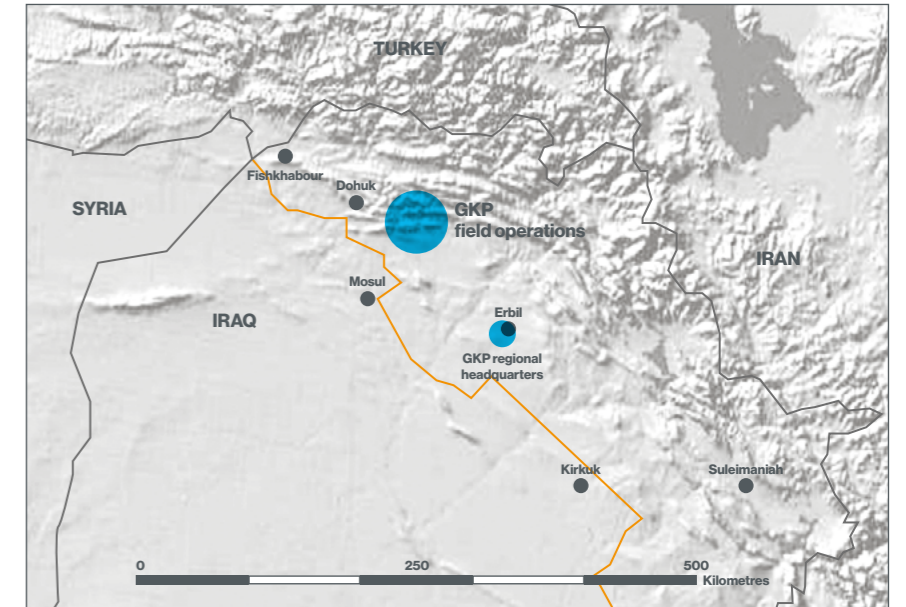 TURKEY
Fishkhabour
Dohuk
SYRIA
GKP
field operations
IRAN
Mosul
IRAQ
Erbil
GKP regional
headquarters
Kirkuk
Suleimaniah
0
250
500
Kilometres